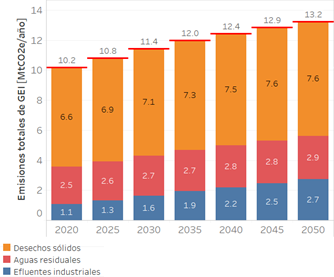 Emisiones totales de GEI [MtCO2e/año]
14
12
10
8
6
4
2
0
10.2 10.8 11.4 12.0 12.4 12.9 13.2
6.6 6.9 7.1 7.3 7.5 7.6 7.6
2.5 2.6 2.7 2.7 2.8 2.8 2.9
1.1 1.3 1.6 1.9 2.2 2.5 2.7
2020 2025 2030 2035 2040 2045 2050
Desechos sólidos
Aguas residuales
Efluentes industriales